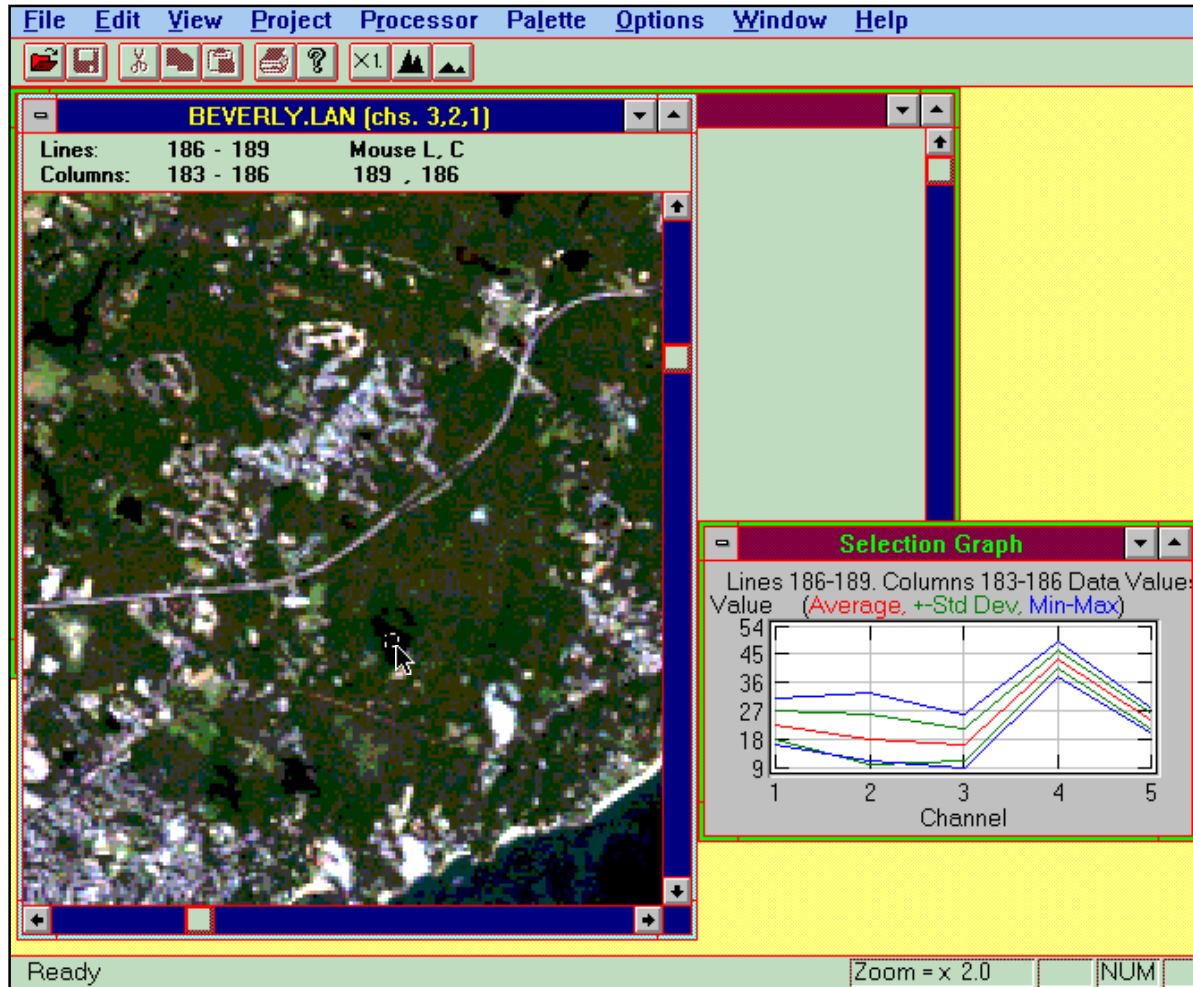 File Edit View Project Processor Palette Options Window Help
×1.
BEVERLY.LAN (chs. 3,2,1)
Lines: 186 - 189 Mouse L, C
Columns: 183 - 186 189 , 186
Selection Graph
Lines 186-189. Columns 183-186 Data Values
Value (Average, +-Std Dev, Min-Max)
54
45
36
27
18
9
1 2 3 4 5
Channel
Ready Zoom = x 2.0 NUM